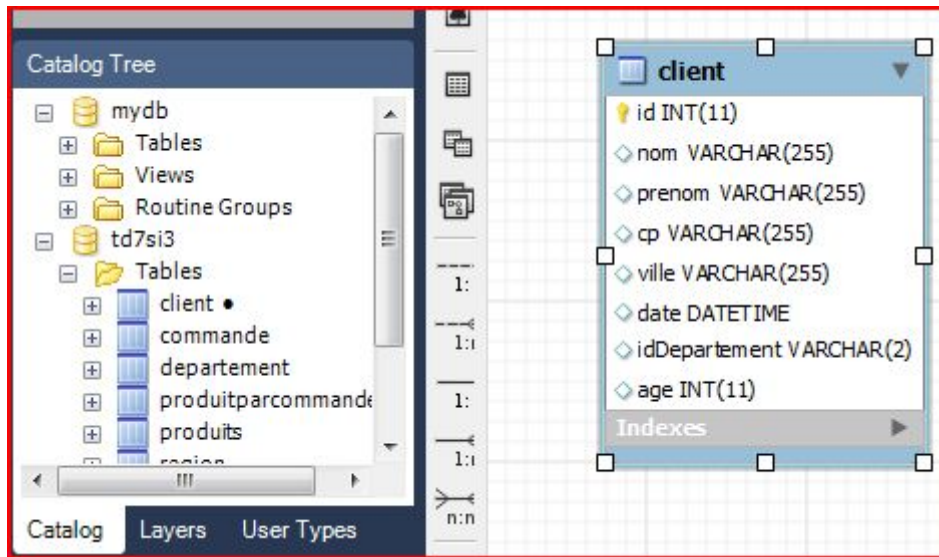 Catalog Tree
mydb
Tables
Views
Routine Groups
td7si3
Tables
client •
commande
departement
produitparcommande
produits
region
Catalog Layers User Types
1:
1:n
1:
1:n
n:n
client
id INT(11)
nom VARCHAR(255)
prenom VARCHAR(255)
cp VARCHAR(255)
ville VARCHAR(255)
date DATETIME
idDepartement VARCHAR(2)
age INT(11)
Indexes